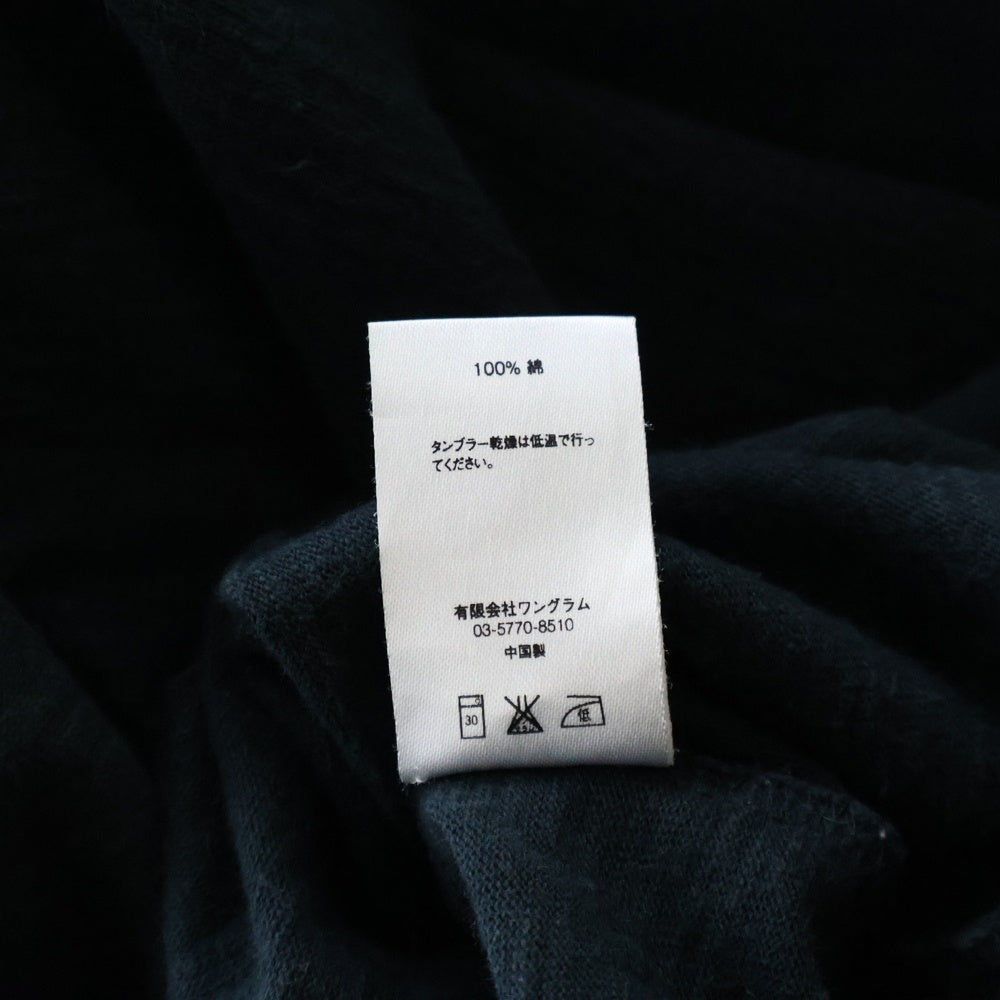 100% 綿
タンブラー乾燥は低温で行っ
てください。
有限会社ワングラム
03-5770-8510
中国製
30
低